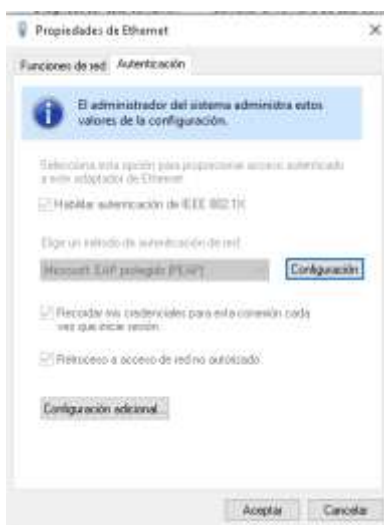 Propiedades de Ethernet
Funciones de red
Autenticación
El administrador del sistema administra estos
valores de la configuración.
Selecciona esta opción para proporcionar acceso autenticado
a este adaptador de Ethernet
Habilitar autenticación de IEEE 802.1X
Elige un método de autenticación de red:
Microsoft: EAP protegido (PEAP)
Configuración
Recordar mis credenciales para esta conexión cada
vez que inicie sesión
Retroceso a acceso de red no autorizado
Configuración adicional...
Aceptar
Cancelar